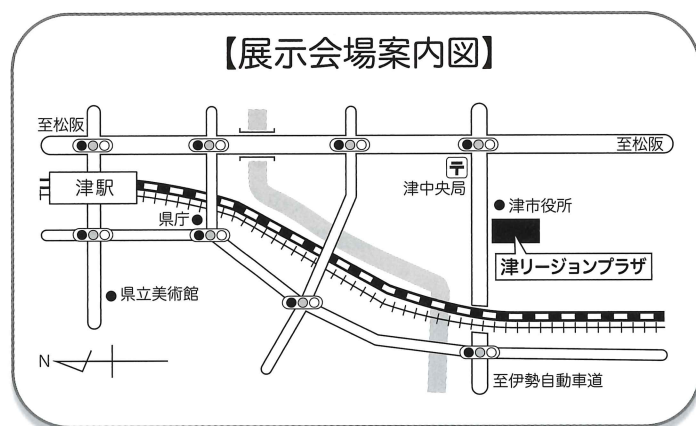 【展示会場案内図】
至松阪
至松阪
〒
津中央局
津駅
県庁
津市役所
津リージョンプラザ
県立美術館
N
至伊勢自動車道